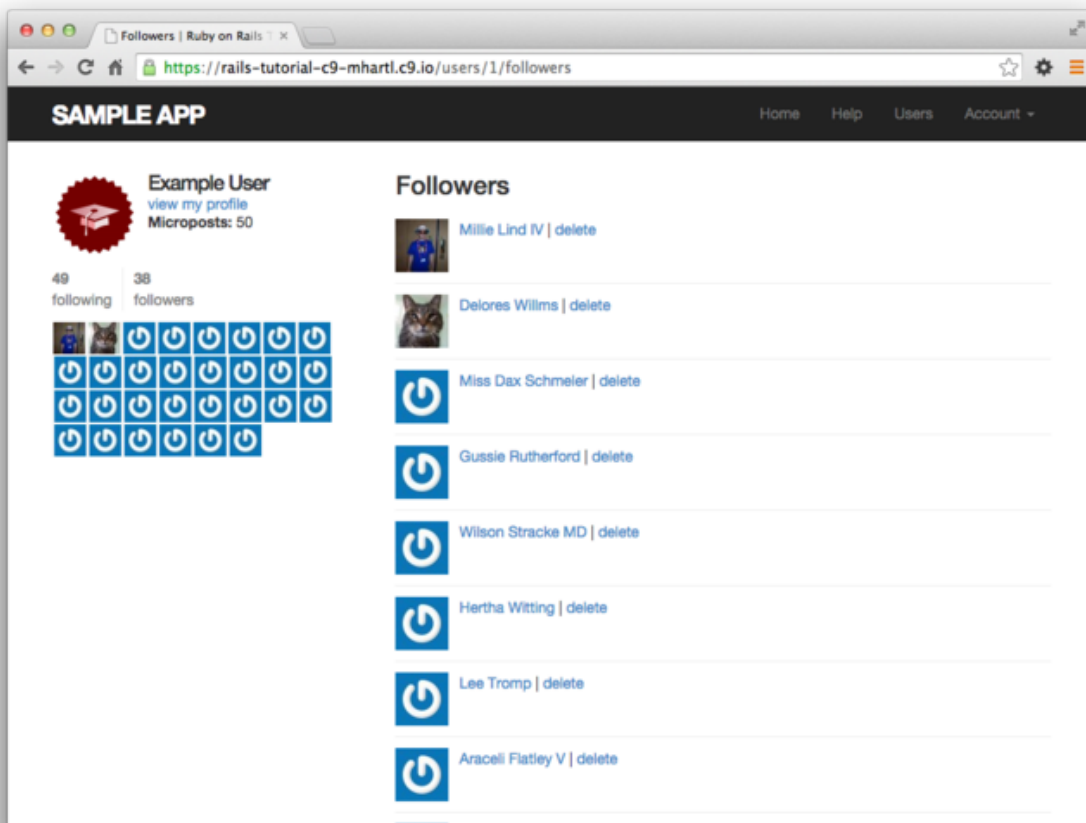 Followers | Ruby on Rails T
https://rails-tutorial-c9-mhartl.c9.io/users/1/followers
SAMPLE APP
Home Help Users Account
Example User
view my profile
Microposts: 50
49 following
38 followers
Followers
Millie Lind IV | delete
Delores Willms | delete
Miss Dax Schmeler | delete
Gussie Rutherford | delete
Wilson Stracke MD | delete
Hertha Witting | delete
Lee Tromp | delete
Araceli Flatley V | delete